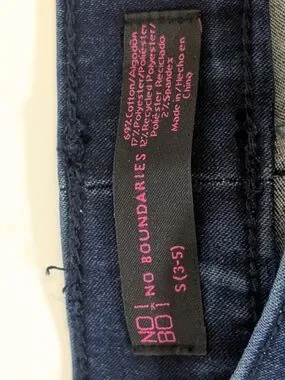 NO!
BO!
NO BOUNDARIES
S (3-5)
69% Cotton/Algodón
17% Polyester/Poliéster
12% Recycled Polyester/
Poliéster Reciclado
2% Spandex
Made in/Hecho en
China